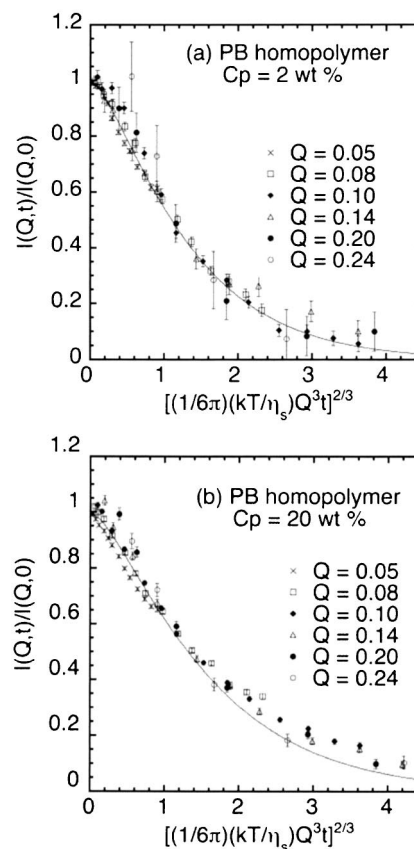 (a) PB homopolymer
Cp = 2 wt %
1.2
1
0.8
0.6
0.4
0.2
0
I(Q,t)/I(Q,0)
Q = 0.05
Q = 0.08
Q = 0.10
Q = 0.14
Q = 0.20
Q = 0.24
0 1 2 3 4
[(1/6π)(kT/ηₛ)Q³t]²ᐟ³
(b) PB homopolymer
Cp = 20 wt %
1.2
1
0.8
0.6
0.4
0.2
0
I(Q,t)/I(Q,0)
Q = 0.05
Q = 0.08
Q = 0.10
Q = 0.14
Q = 0.20
Q = 0.24
0 1 2 3 4
[(1/6π)(kT/ηₛ)Q³t]²ᐟ³